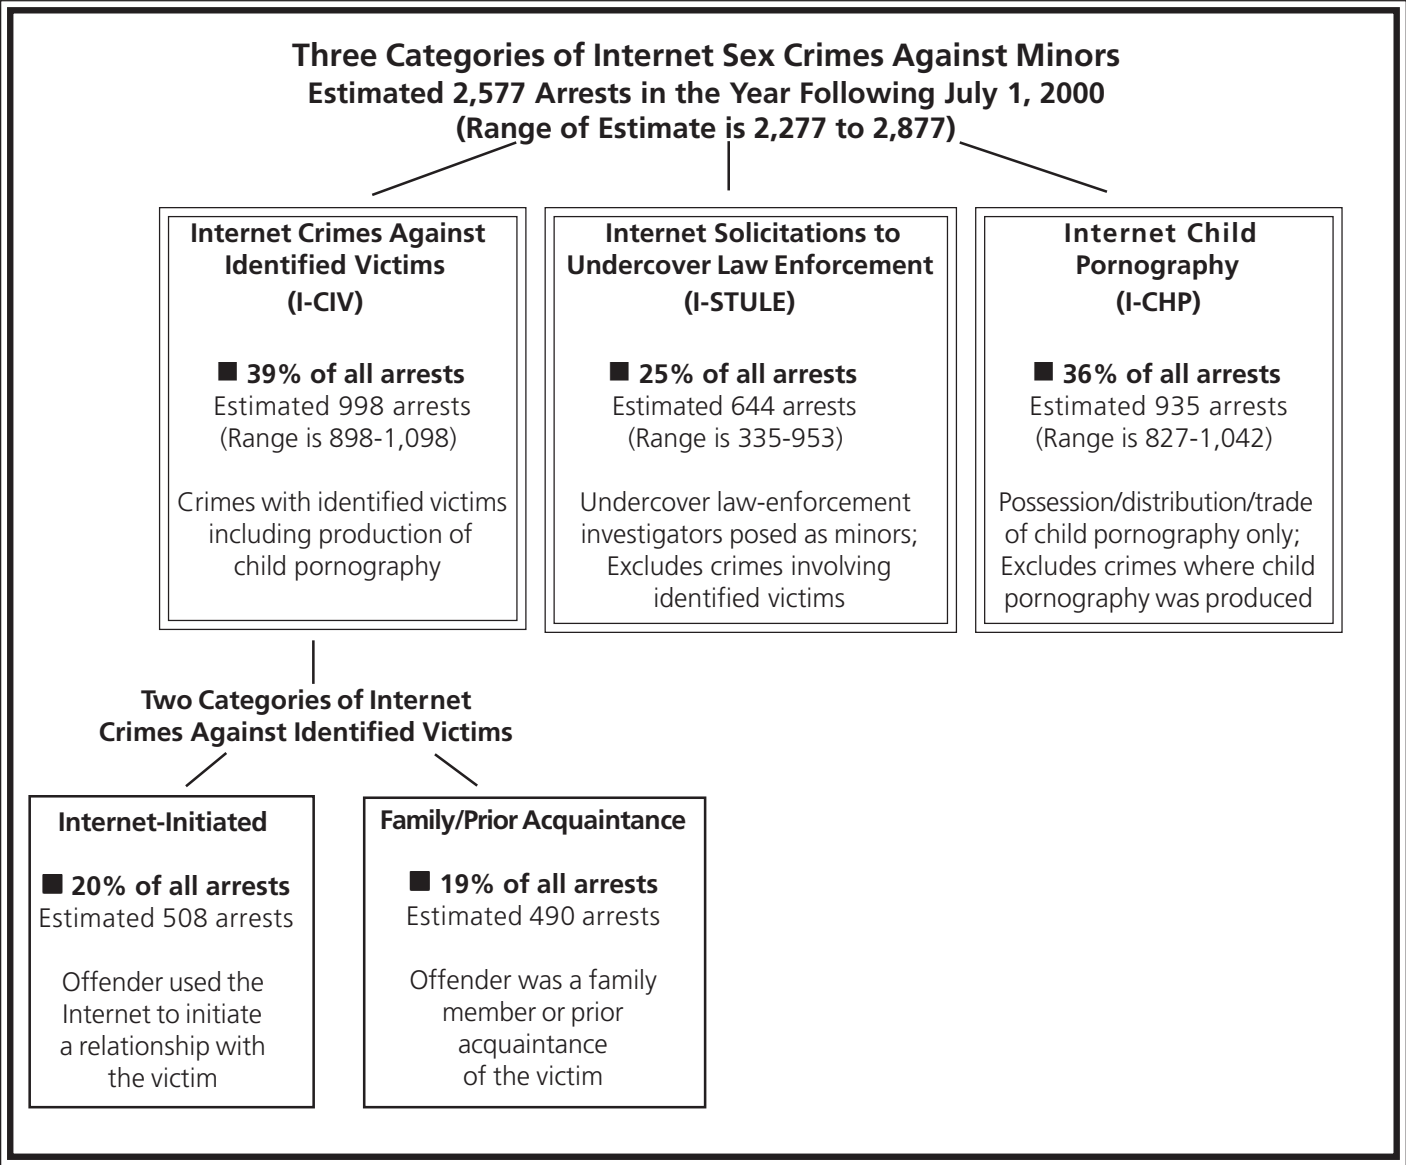 Three Categories of Internet Sex Crimes Against Minors
Estimated 2,577 Arrests in the Year Following July 1, 2000
(Range of Estimate is 2,277 to 2,877)
Internet Crimes Against
Identified Victims
(I-CIV)
■ 39% of all arrests
Estimated 998 arrests
(Range is 898-1,098)
Crimes with identified victims
including production of
child pornography
Internet Solicitations to
Undercover Law Enforcement
(I-STULE)
■ 25% of all arrests
Estimated 644 arrests
(Range is 335-953)
Undercover law-enforcement
investigators posed as minors;
Excludes crimes involving
identified victims
Internet Child
Pornography
(I-CHP)
■ 36% of all arrests
Estimated 935 arrests
(Range is 827-1,042)
Possession/distribution/trade
of child pornography only;
Excludes crimes where child
pornography was produced
Two Categories of Internet
Crimes Against Identified Victims
Internet-Initiated
■ 20% of all arrests
Estimated 508 arrests
Offender used the
Internet to initiate
a relationship with
the victim
Family/Prior Acquaintance
■ 19% of all arrests
Estimated 490 arrests
Offender was a family
member or prior
acquaintance
of the victim